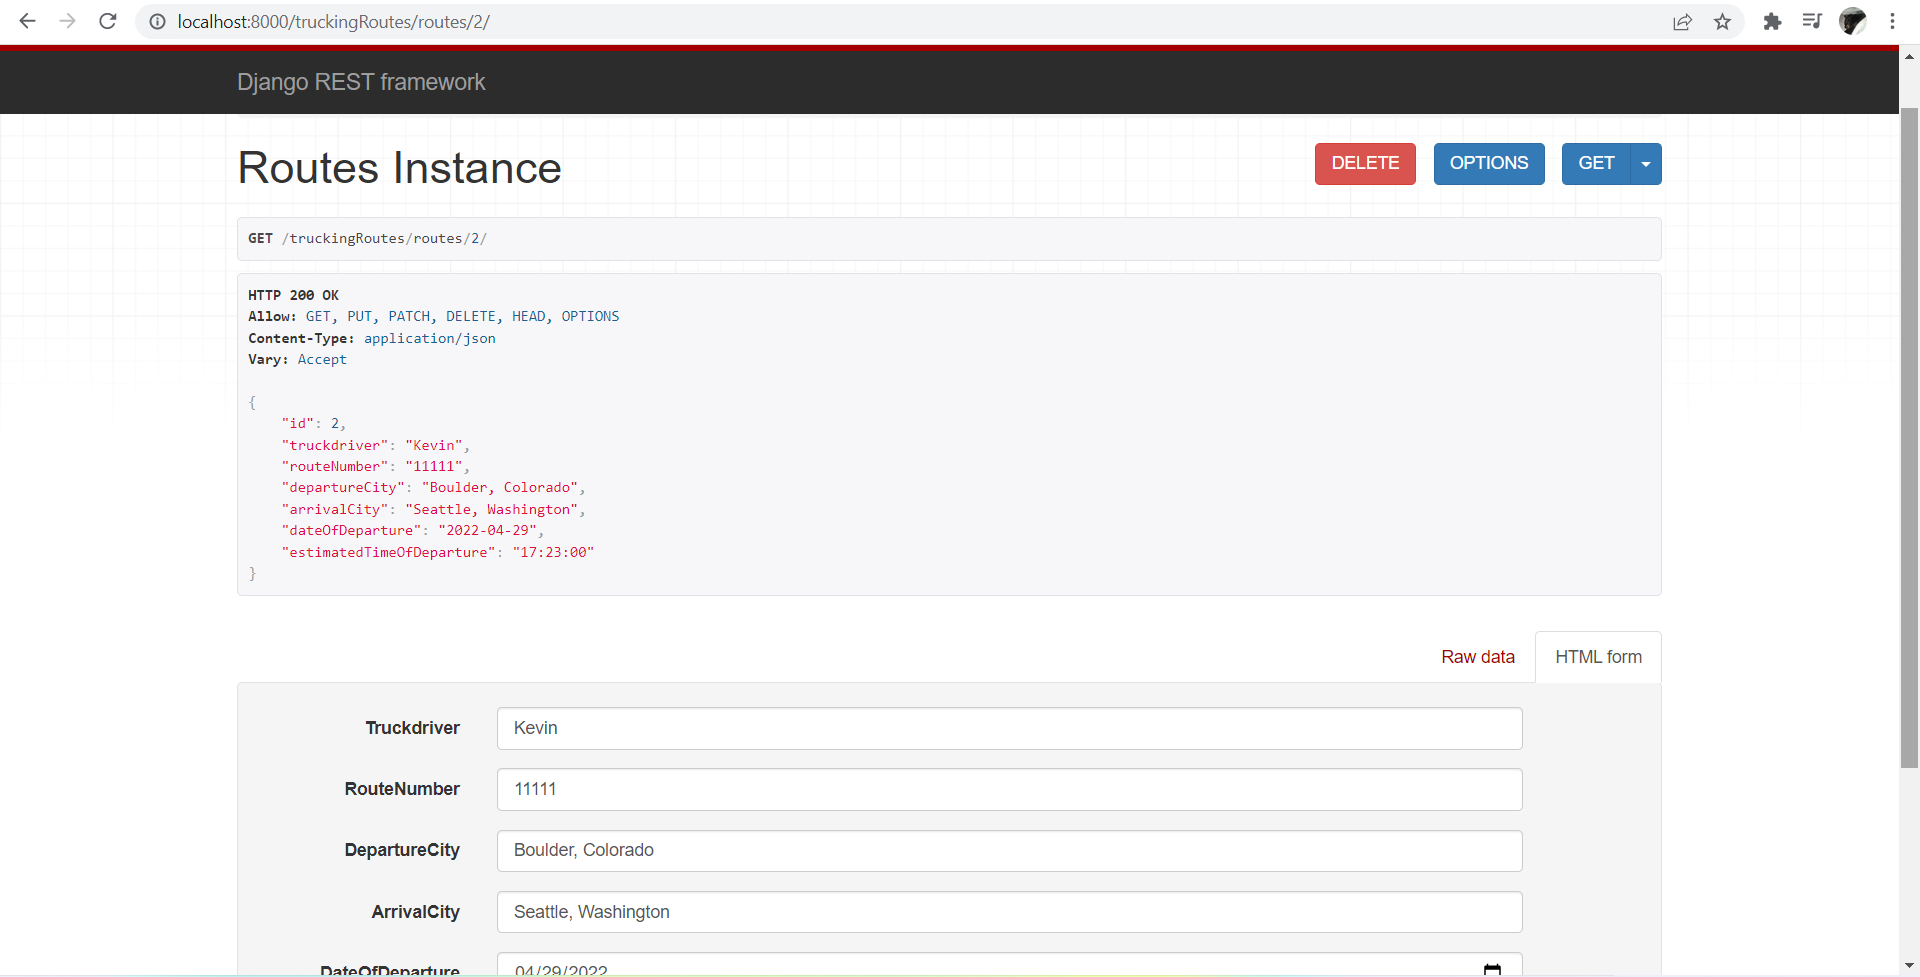 localhost:8000/truckingRoutes/routes/2/
Django REST framework
Routes Instance
DELETE
OPTIONS
GET
GET /truckingRoutes/routes/2/
HTTP 200 OK
Allow: GET, PUT, PATCH, DELETE, HEAD, OPTIONS
Content-Type: application/json
Vary: Accept
{
"id": 2,
"truckdriver": "Kevin",
"routeNumber": "11111",
"departureCity": "Boulder, Colorado",
"arrivalCity": "Seattle, Washington",
"dateOfDeparture": "2022-04-29",
"estimatedTimeOfDeparture": "17:23:00"
}
Raw data
HTML form
Truckdriver
Kevin
RouteNumber
11111
DepartureCity
Boulder, Colorado
ArrivalCity
Seattle, Washington
DateOfDeparture
04/29/2022